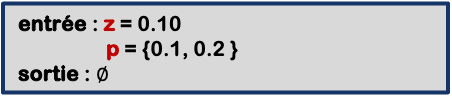 entrée : z = 0.10
p = {0.1, 0.2 }
sortie : ∅